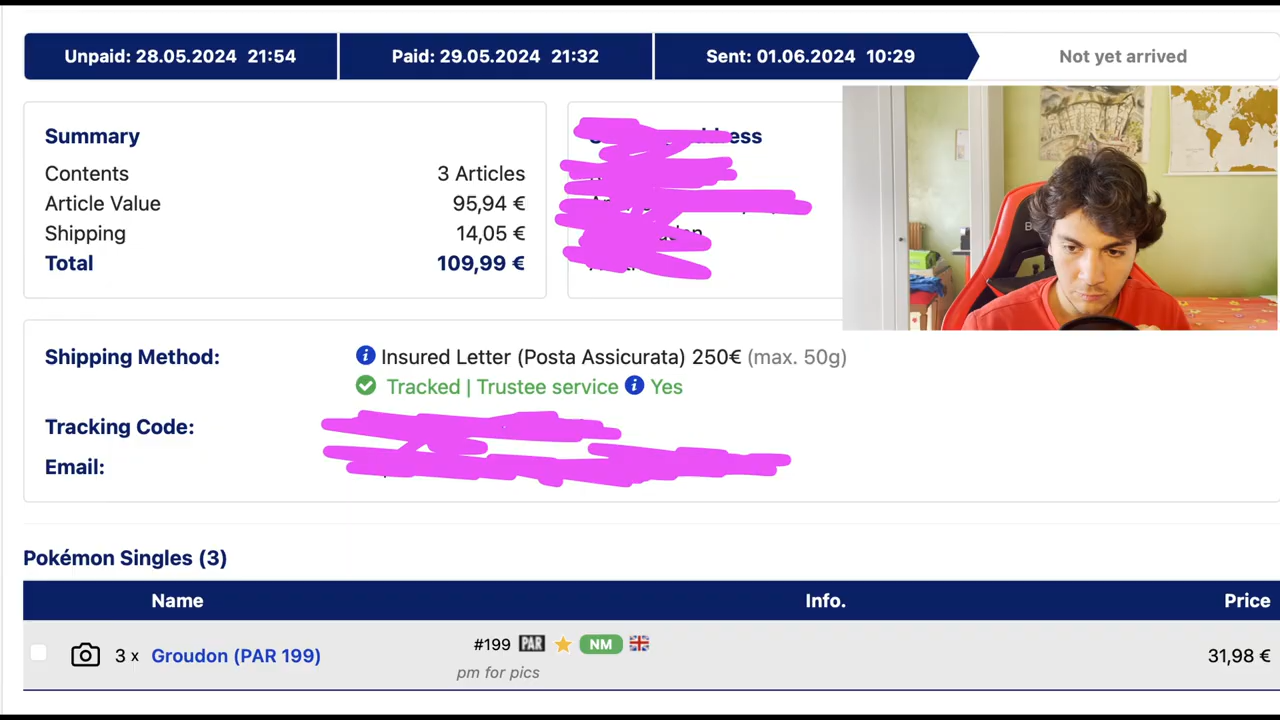 Unpaid: 28.05.2024 21:54
Paid: 29.05.2024 21:32
Sent: 01.06.2024 10:29
Not yet arrived
Summary
Contents 3 Articles
Article Value 95,94 €
Shipping 14,05 €
Total 109,99 €
Shipping Method: Insured Letter (Posta Assicurata) 250€ (max. 50g)
Tracked | Trustee service Yes
Tracking Code:
Email:
Pokémon Singles (3)
Name Info. Price
3 x Groudon (PAR 199) #199 PAR NM 31,98 €
pm for pics